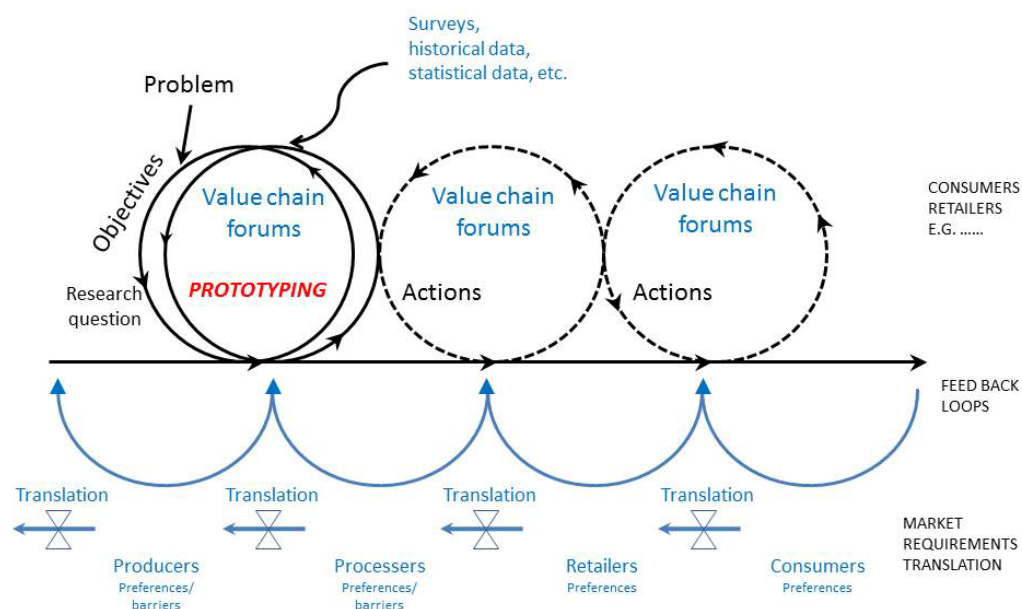 Surveys,
historical data,
statistical data, etc.
Problem
Objectives
Research
question
Value chain
forums
PROTOTYPING
Value chain
forums
Actions
Value chain
forums
Actions
CONSUMERS
RETAILERS
E.G. ......
FEED BACK
LOOPS
Translation
Translation
Translation
Translation
MARKET
REQUIREMENTS
TRANSLATION
Producers
Preferences/
barriers
Processers
Preferences/
barriers
Retailers
Preferences
Consumers
Preferences